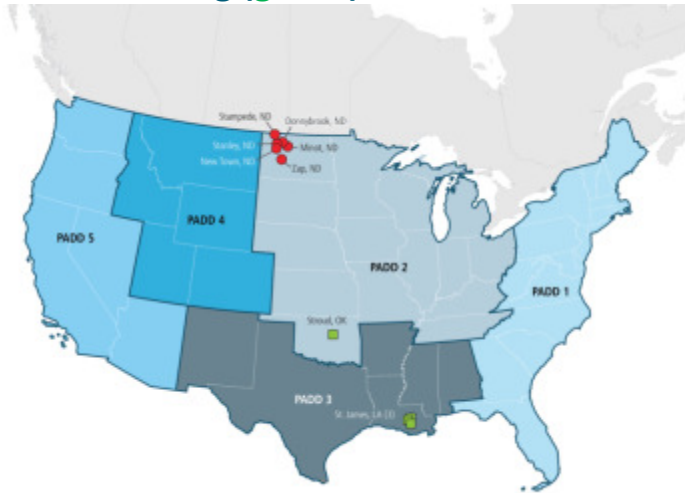 Stampede, ND
Donnybrook, ND
Stanley, ND
Minot, ND
New Town, ND
Zap, ND
PADD 4
PADD 5
PADD 2
PADD 1
Stroud, OK
PADD 3
St. James, LA (3)